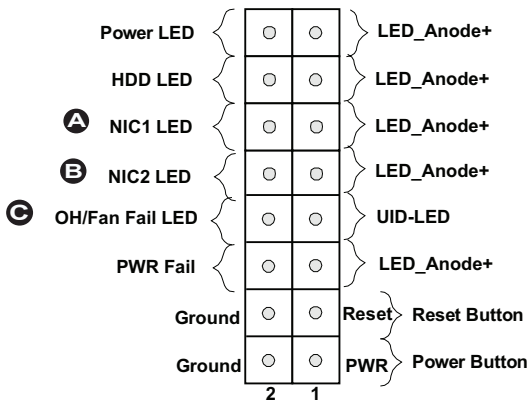 Power LED LED_Anode+
HDD LED LED_Anode+
A NIC1 LED LED_Anode+
B NIC2 LED LED_Anode+
C OH/Fan Fail LED UID-LED
PWR Fail LED_Anode+
Ground Reset Reset Button
Ground PWR Power Button
2 1